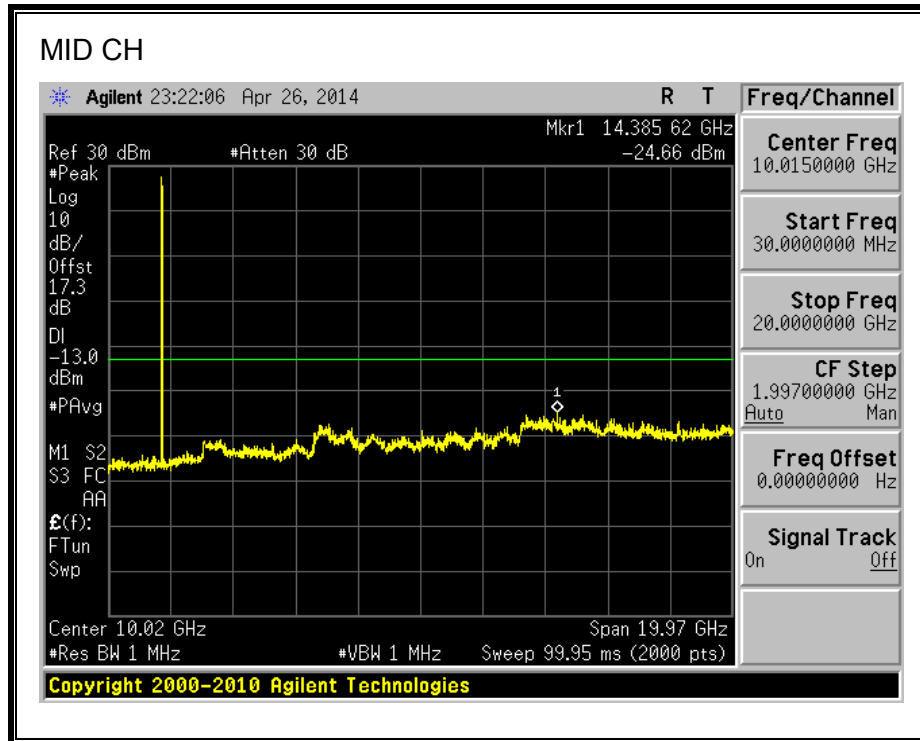 MID CH
Agilent 23:22:06 Apr 26, 2014 R T
Mkr1 14.385 62 GHz
Ref 30 dBm #Atten 30 dB -24.66 dBm
#Peak
Log
10
dB/
Offst
17.3
dB
DI
-13.0
dBm
#PAvg
1
M1 S2
S3 FC
AA
£(f):
FTun
Swp
Center 10.02 GHz Span 19.97 GHz
#Res BW 1 MHz #VBW 1 MHz Sweep 99.95 ms (2000 pts)
Copyright 2000-2010 Agilent Technologies
Freq/Channel
Center Freq
10.0150000 GHz
Start Freq
30.0000000 MHz
Stop Freq
20.0000000 GHz
CF Step
1.99700000 GHz
Auto Man
Freq Offset
0.00000000 Hz
Signal Track
On Off